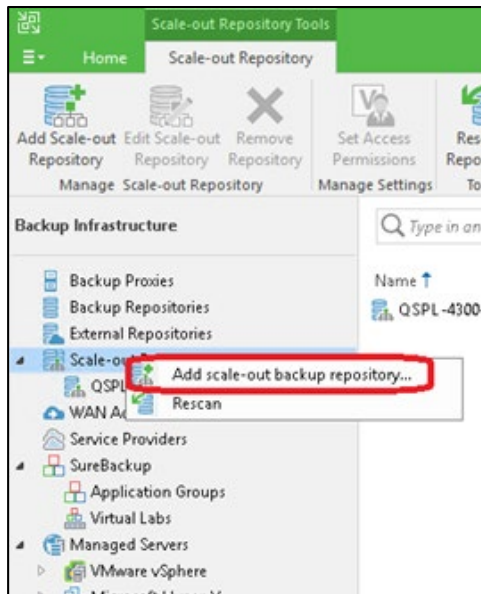 Scale-out Repository Tools
Home Scale-out Repository
Add Scale-out Repository
Edit Scale-out Repository
Remove Repository
Set Access Permissions
Manage Scale-out Repository
Manage Settings
Backup Infrastructure
Type in an
Name
QSPL-4300
Backup Proxies
Backup Repositories
External Repositories
Scale-out
Add scale-out backup repository...
QSPL
Rescan
WAN
Service Providers
SureBackup
Application Groups
Virtual Labs
Managed Servers
VMware vSphere